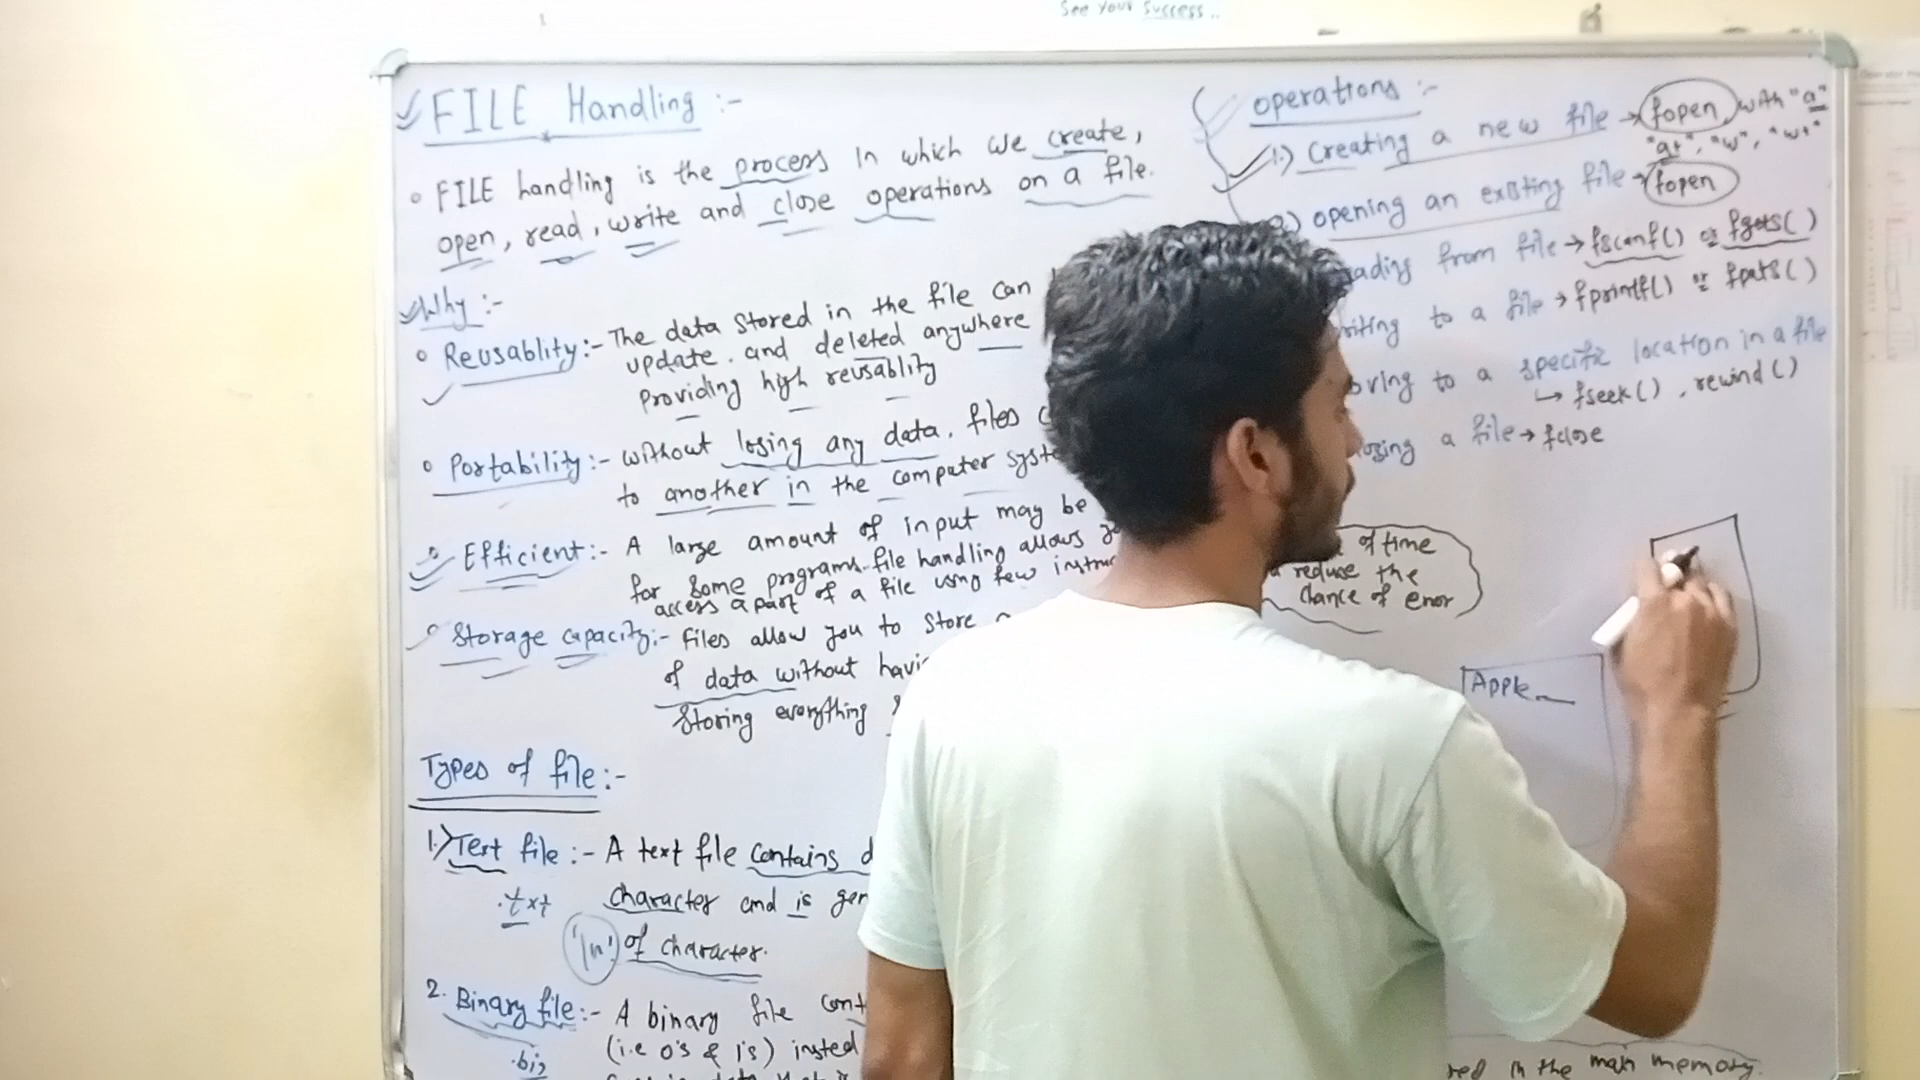 See Your Success..
FILE Handling :-
• FILE handling is the process in which we create,
open, read, write and close operations on a file.
Why :-
• Reusablity :- The data stored in the file can
update. and deleted anywhere
providing high reusablity
• Portability :- without losing any data. files
to another in the computer
• Efficient :- A large amount of input may be
for some programs. file handling allows
access a part of a file using few
• Storage capacity :- files allow you to store
of data without
storing everything
Types of file :-
1.) Text file :- A text file contains
.txt character and is
'\n' of character.
2. Binary file :- A binary file
.bin (i.e 0's & 1's) insted
operations :-
1.) Creating a new file → fopen with "a"
"a+", "w", "w+"
2) opening an existing file → fopen
from file → fscanf() or fgets()
to a file → fprintf() or fputs()
to a specific location in a file
↳ fseek(), rewind()
a file → fclose
of time
reduse the
chance of error
Apple
in the main memory.